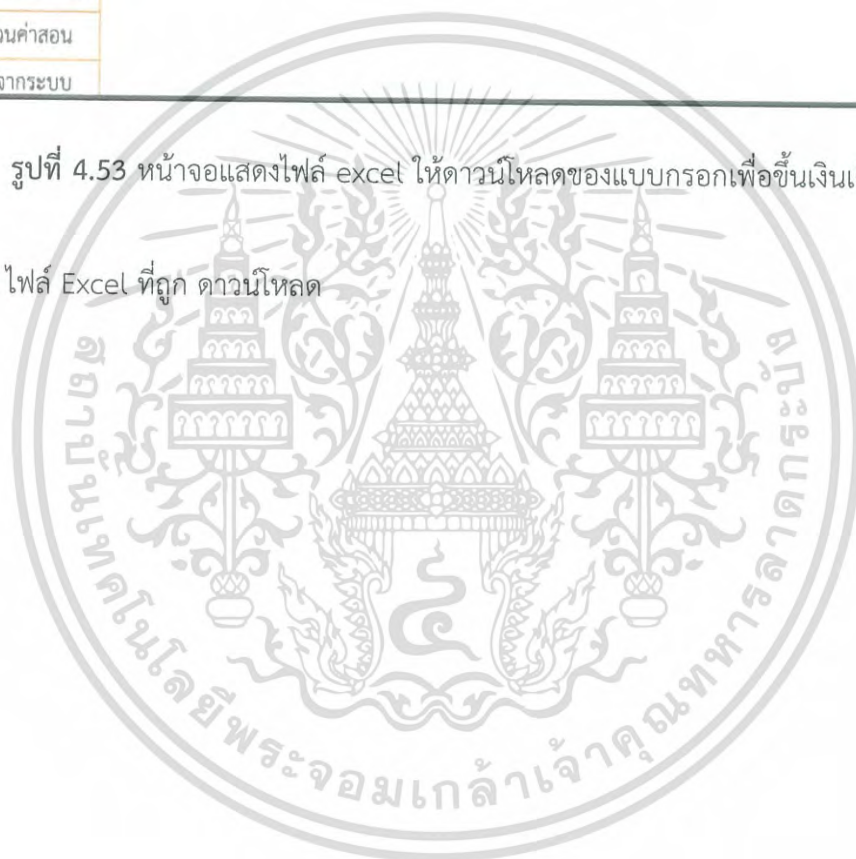 วนค่าสอน
จากระบบ
รูปที่ 4.53 หน้าจอแสดงไฟล์ excel ให้ดาวน์โหลดของแบบกรอกเพื่อขึ้นเงินเ
ไฟล์ Excel ที่ถูก ดาวน์โหลด
สถาบันเทคโนโลยีพระจอมเกล้าเจ้าคุณทหารลาดกระบัง